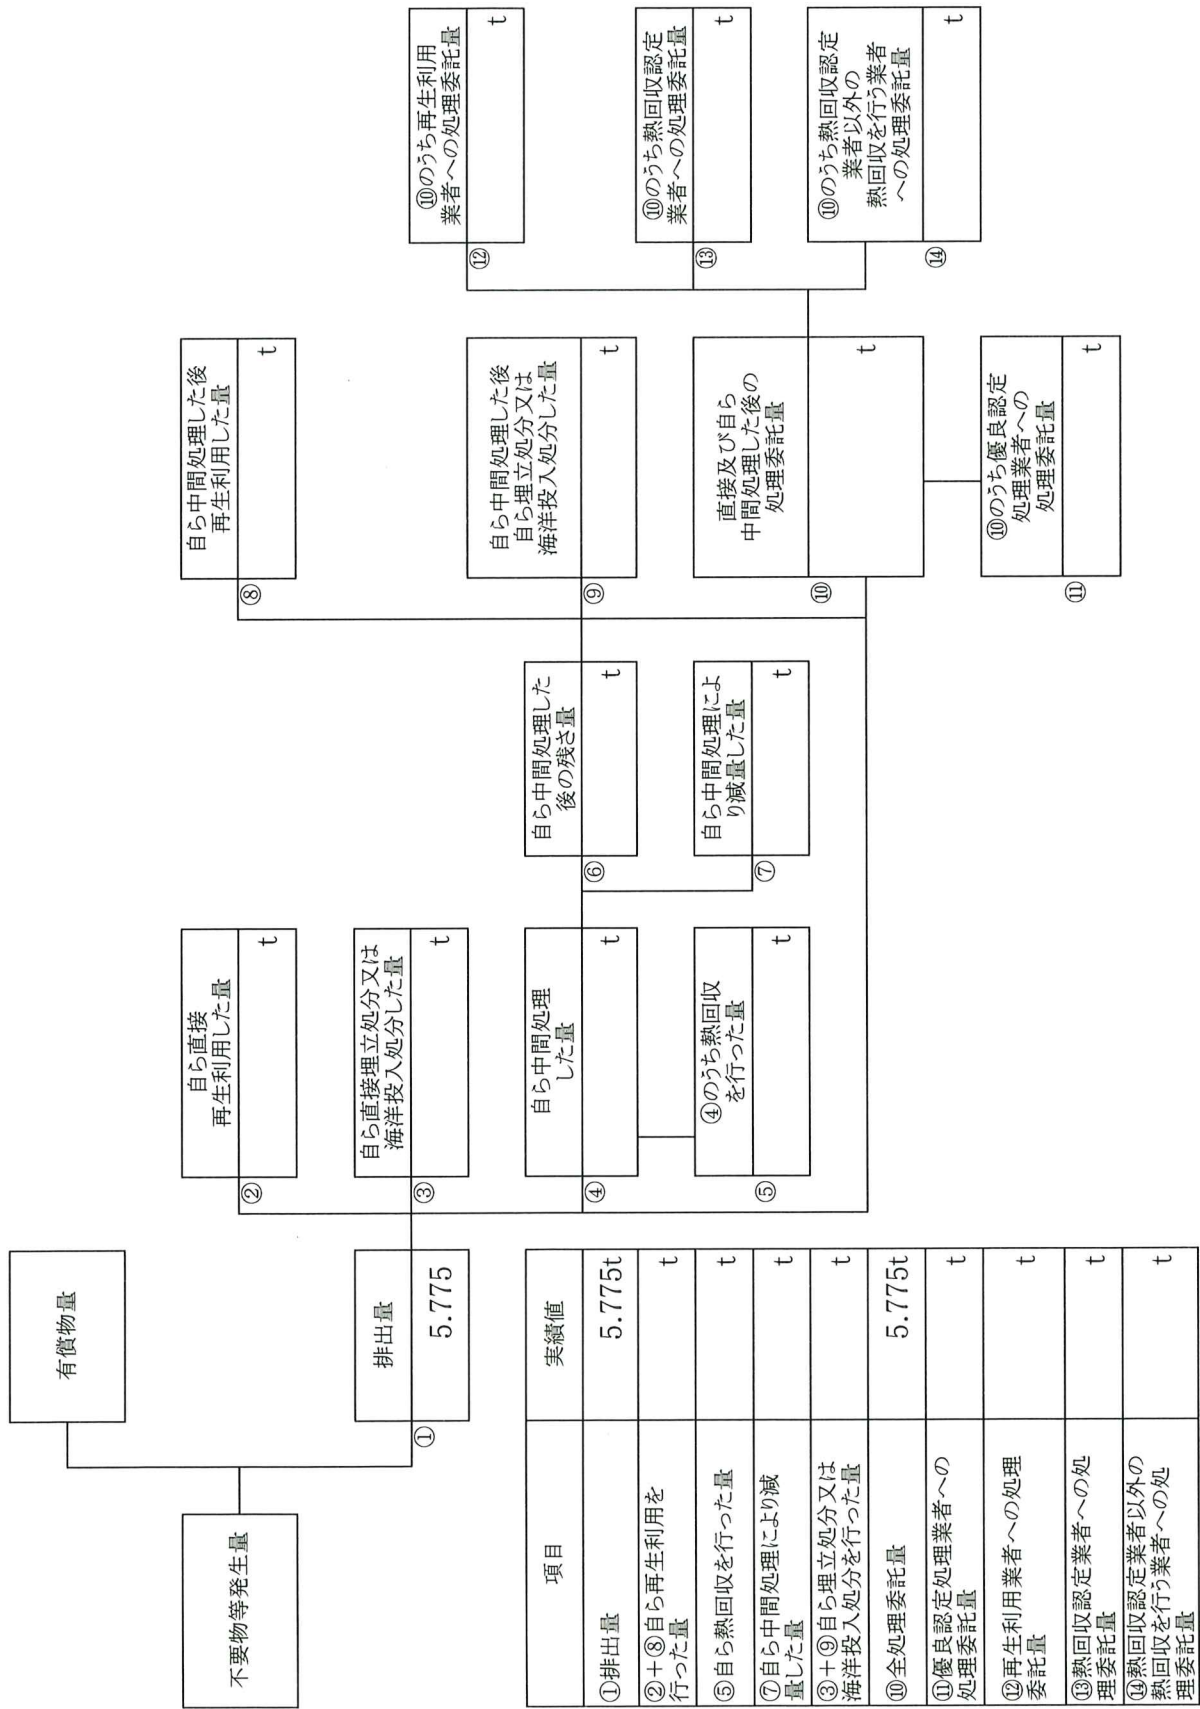 不要物等発生量
有償物量
排出量
①
5.775
自ら直接
再生利用した量
②
t
自ら直接埋立処分又は
海洋投入処分した量
③
t
自ら中間処理
した量
④
t
④のうち熱回収
を行った量
⑤
t
自ら中間処理した
後の残さ量
⑥
t
自ら中間処理によ
り減量した量
⑦
t
自ら中間処理した後
再生利用した量
⑧
t
自ら中間処理した後
自ら埋立処分又は
海洋投入処分した量
⑨
t
直接及び自ら
中間処理した後の
処理委託量
⑩
t
⑩のうち優良認定
処理業者への
処理委託量
⑪
t
⑩のうち再生利用
業者への処理委託量
⑫
t
⑩のうち熱回収認定
業者への処理委託量
⑬
t
⑩のうち熱回収認定
業者以外の
熱回収を行う業者
への処理委託量
⑭
t
項目 実績値
①排出量 5.775t
②+⑧自ら再生利用を
行った量 t
⑤自ら熱回収を行った量 t
⑦自ら中間処理により減
量した量 t
③+⑨自ら埋立処分又は
海洋投入処分を行った量 t
⑩全処理委託量 5.775t
⑪優良認定処理業者への
処理委託量 t
⑫再生利用業者への処理
委託量 t
⑬熱回収認定業者への処
理委託量 t
⑭熱回収認定業者以外の
熱回収を行う業者への処
理委託量 t